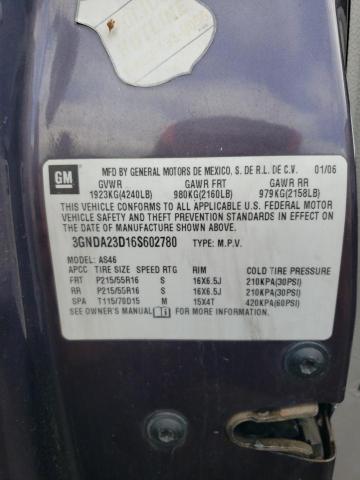 GM
MFD BY GENERAL MOTORS DE MEXICO, S. DE R.L. DE C.V. 01/06
GVWR GAWR FRT GAWR RR
1923KG(4240LB) 980KG(2160LB) 979KG(2158LB)
THIS VEHICLE CONFORMS TO ALL APPLICABLE U.S. FEDERAL MOTOR
VEHICLE SAFETY AND THEFT PREVENTION STANDARDS IN EFFECT ON
THE DATE OF MANUFACTURE SHOWN ABOVE.
3GNDA23D16S602780 TYPE: M.P.V.
MODEL: AS46
APCC TIRE SIZE SPEED RTG RIM COLD TIRE PRESSURE
FRT P215/55R16 S 16X6.5J 210KPA(30PSI)
RR P215/55R16 S 16X6.5J 210KPA(30PSI)
SPA T115/70D15 M 15X4T 420KPA(60PSI)
SEE OWNER'S MANUAL FOR MORE INFORMATION